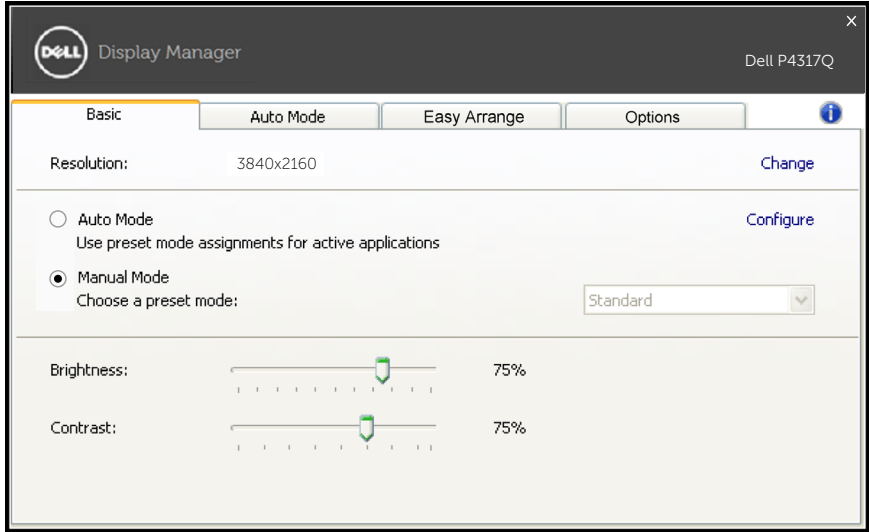 DELL Display Manager
X
Dell P4317Q
Basic
Auto Mode
Easy Arrange
Options
i
Resolution: 3840x2160 Change
Auto Mode Configure
Use preset mode assignments for active applications
Manual Mode
Choose a preset mode: Standard
Brightness: 75%
Contrast: 75%